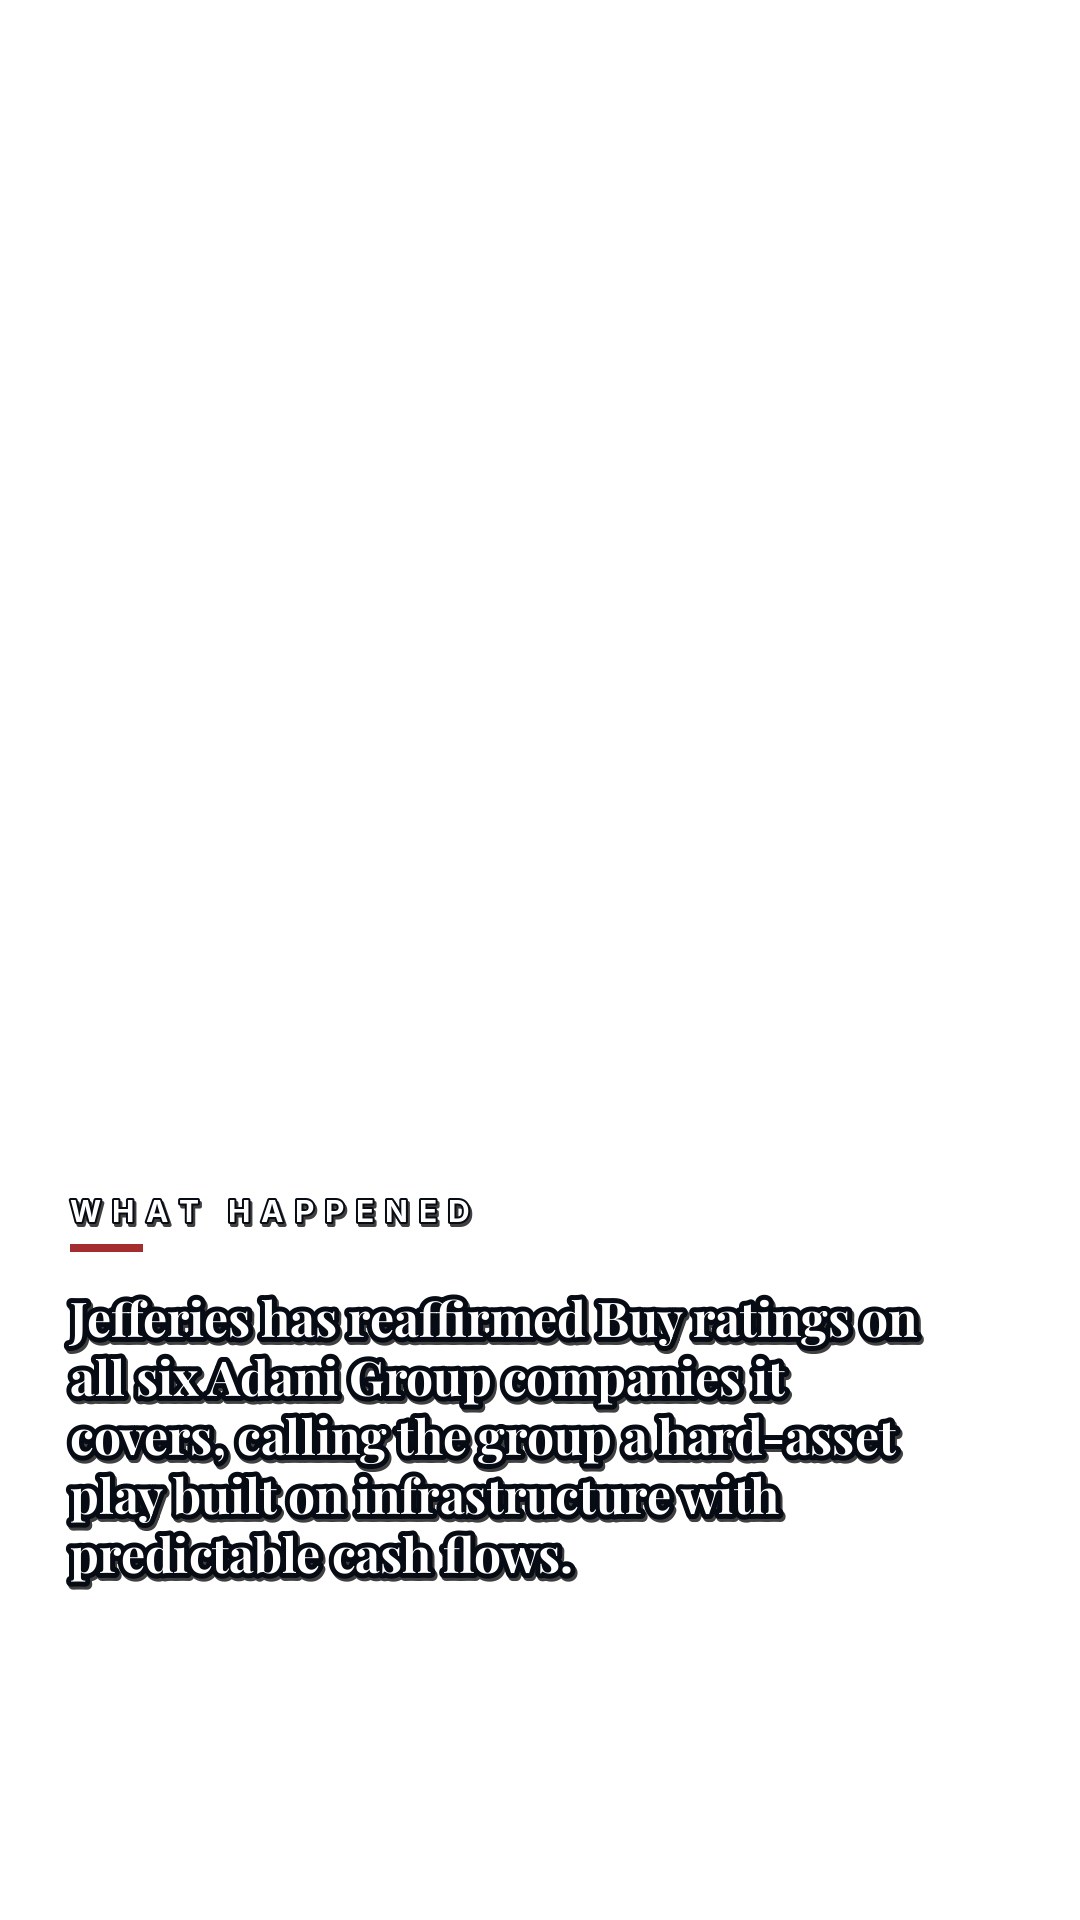 WHAT HAPPENED
Jefferies has reaffirmed Buy ratings on
all six Adani Group companies it
covers, calling the group a hard-asset
play built on infrastructure with
predictable cash flows.